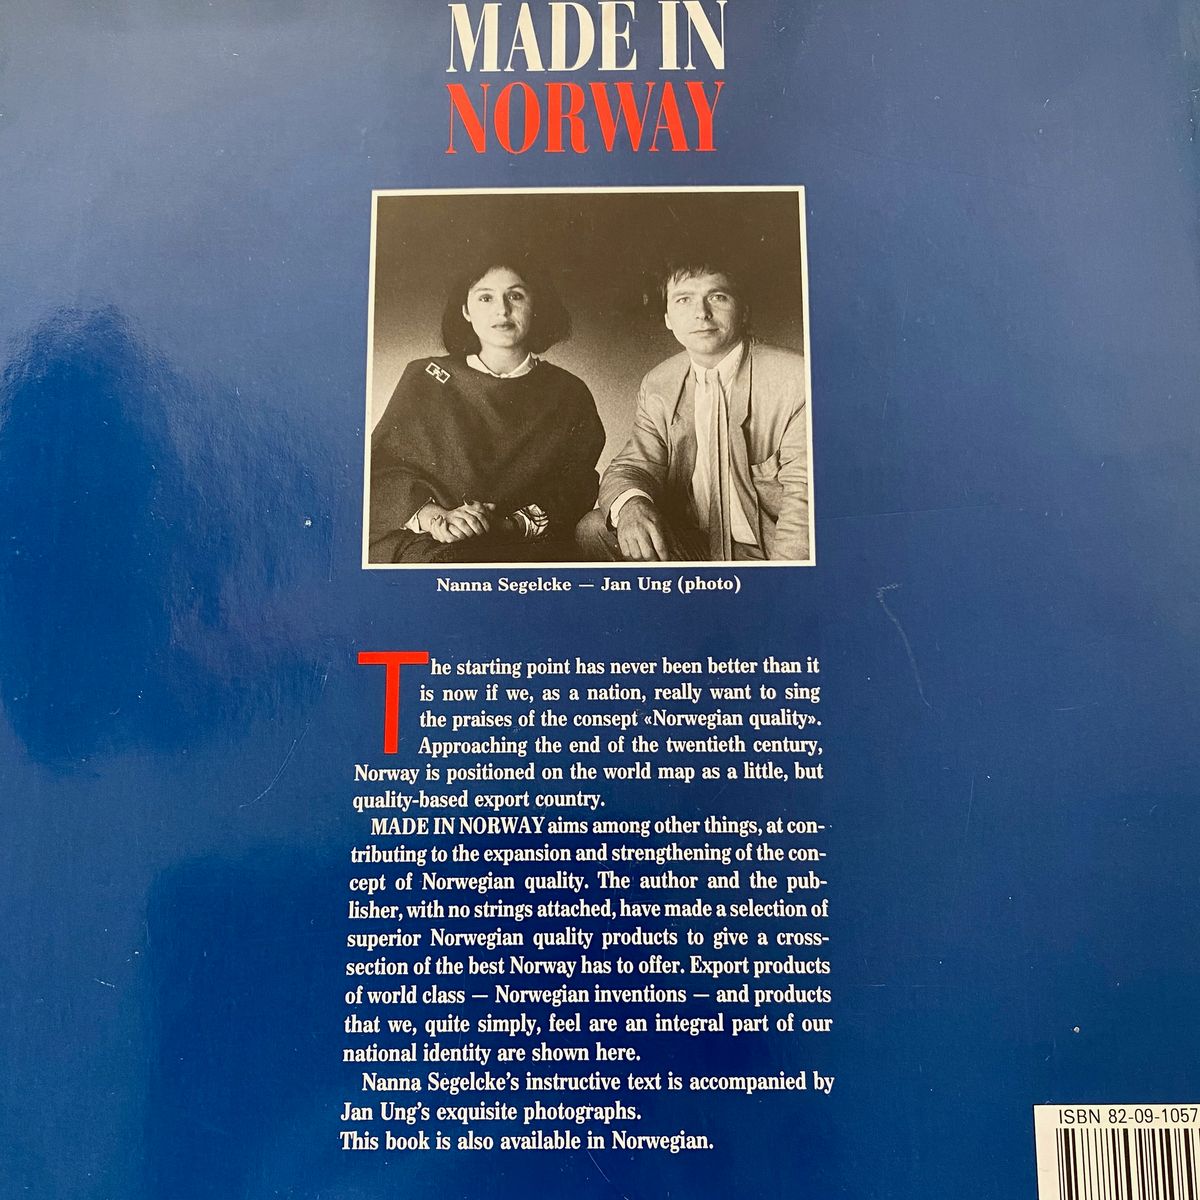 MADE IN
NORWAY
Nanna Segelcke — Jan Ung (photo)
The starting point has never been better than it
is now if we, as a nation, really want to sing
the praises of the consept «Norwegian quality».
Approaching the end of the twentieth century,
Norway is positioned on the world map as a little, but
quality-based export country.
MADE IN NORWAY aims among other things, at con-
tributing to the expansion and strengthening of the con-
cept of Norwegian quality. The author and the pub-
lisher, with no strings attached, have made a selection of
superior Norwegian quality products to give a cross-
section of the best Norway has to offer. Export products
of world class — Norwegian inventions — and products
that we, quite simply, feel are an integral part of our
national identity are shown here.
Nanna Segelcke's instructive text is accompanied by
Jan Ung's exquisite photographs.
This book is also available in Norwegian.
ISBN 82-09-1057